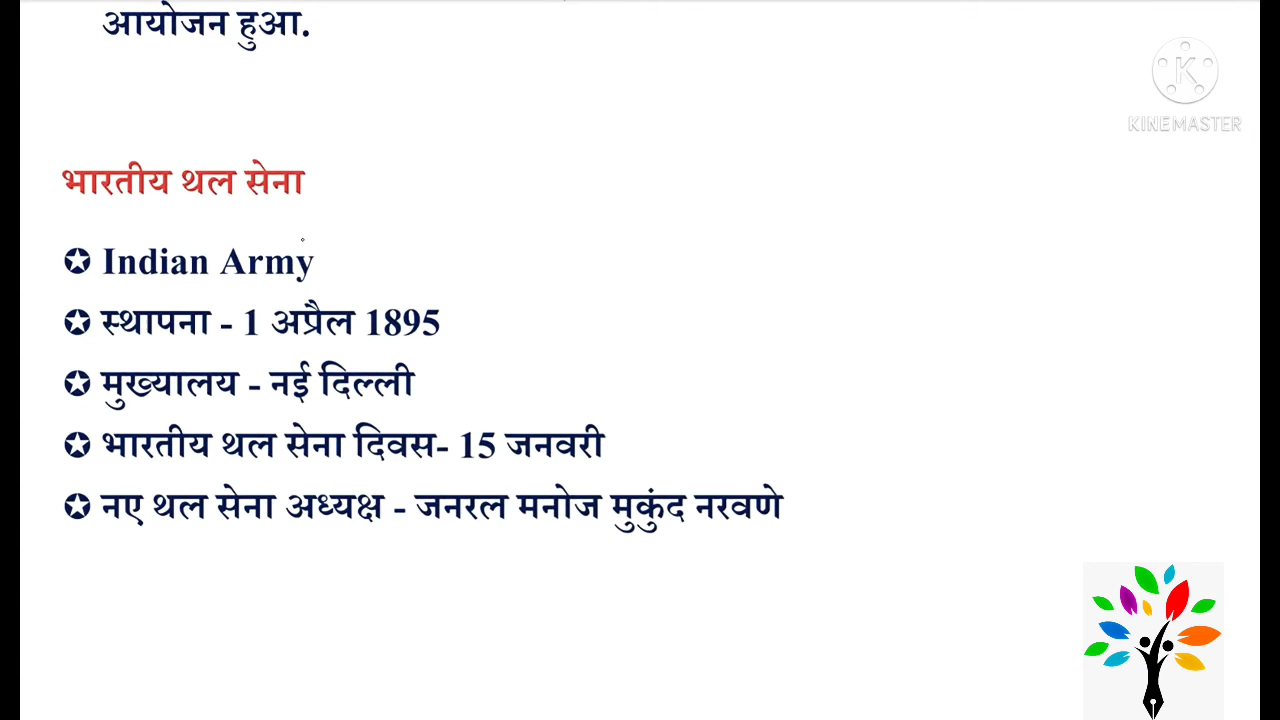 आयोजन हुआ.
KINEMASTER
भारतीय थल सेना
Indian Army
स्थापना - 1 अप्रैल 1895
मुख्यालय - नई दिल्ली
भारतीय थल सेना दिवस- 15 जनवरी
नए थल सेना अध्यक्ष - जनरल मनोज मुकुंद नरवणे